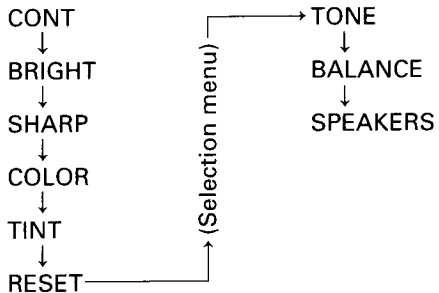 CONT
BRIGHT
SHARP
COLOR
TINT
RESET
(Selection menu)
TONE
BALANCE
SPEAKERS